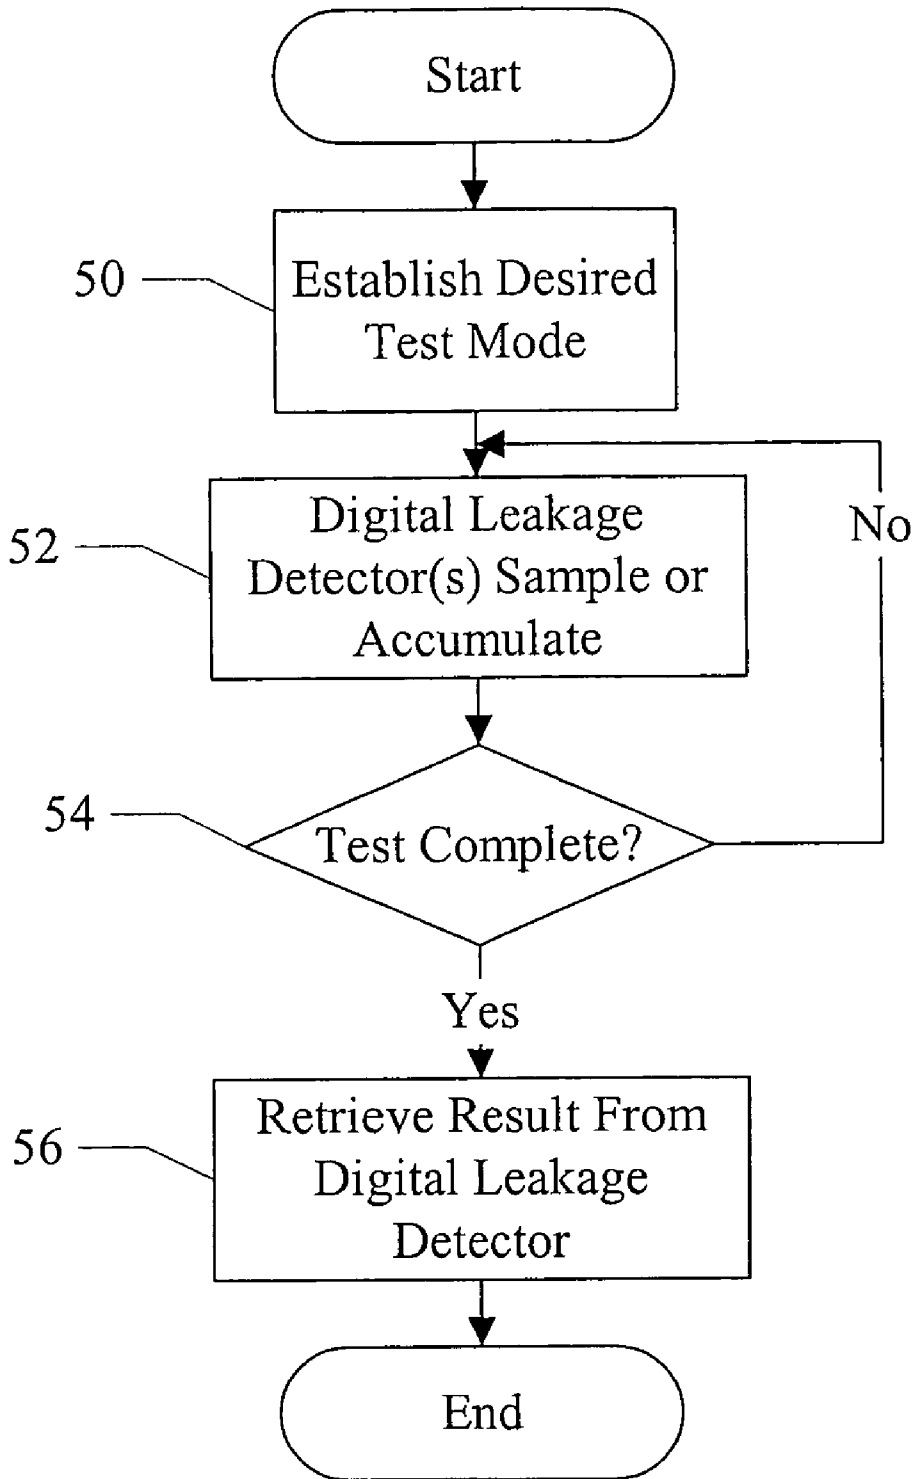 Start
50
Establish Desired
Test Mode
52
Digital Leakage
Detector(s) Sample or
Accumulate
No
54
Test Complete?
Yes
56
Retrieve Result From
Digital Leakage
Detector
End